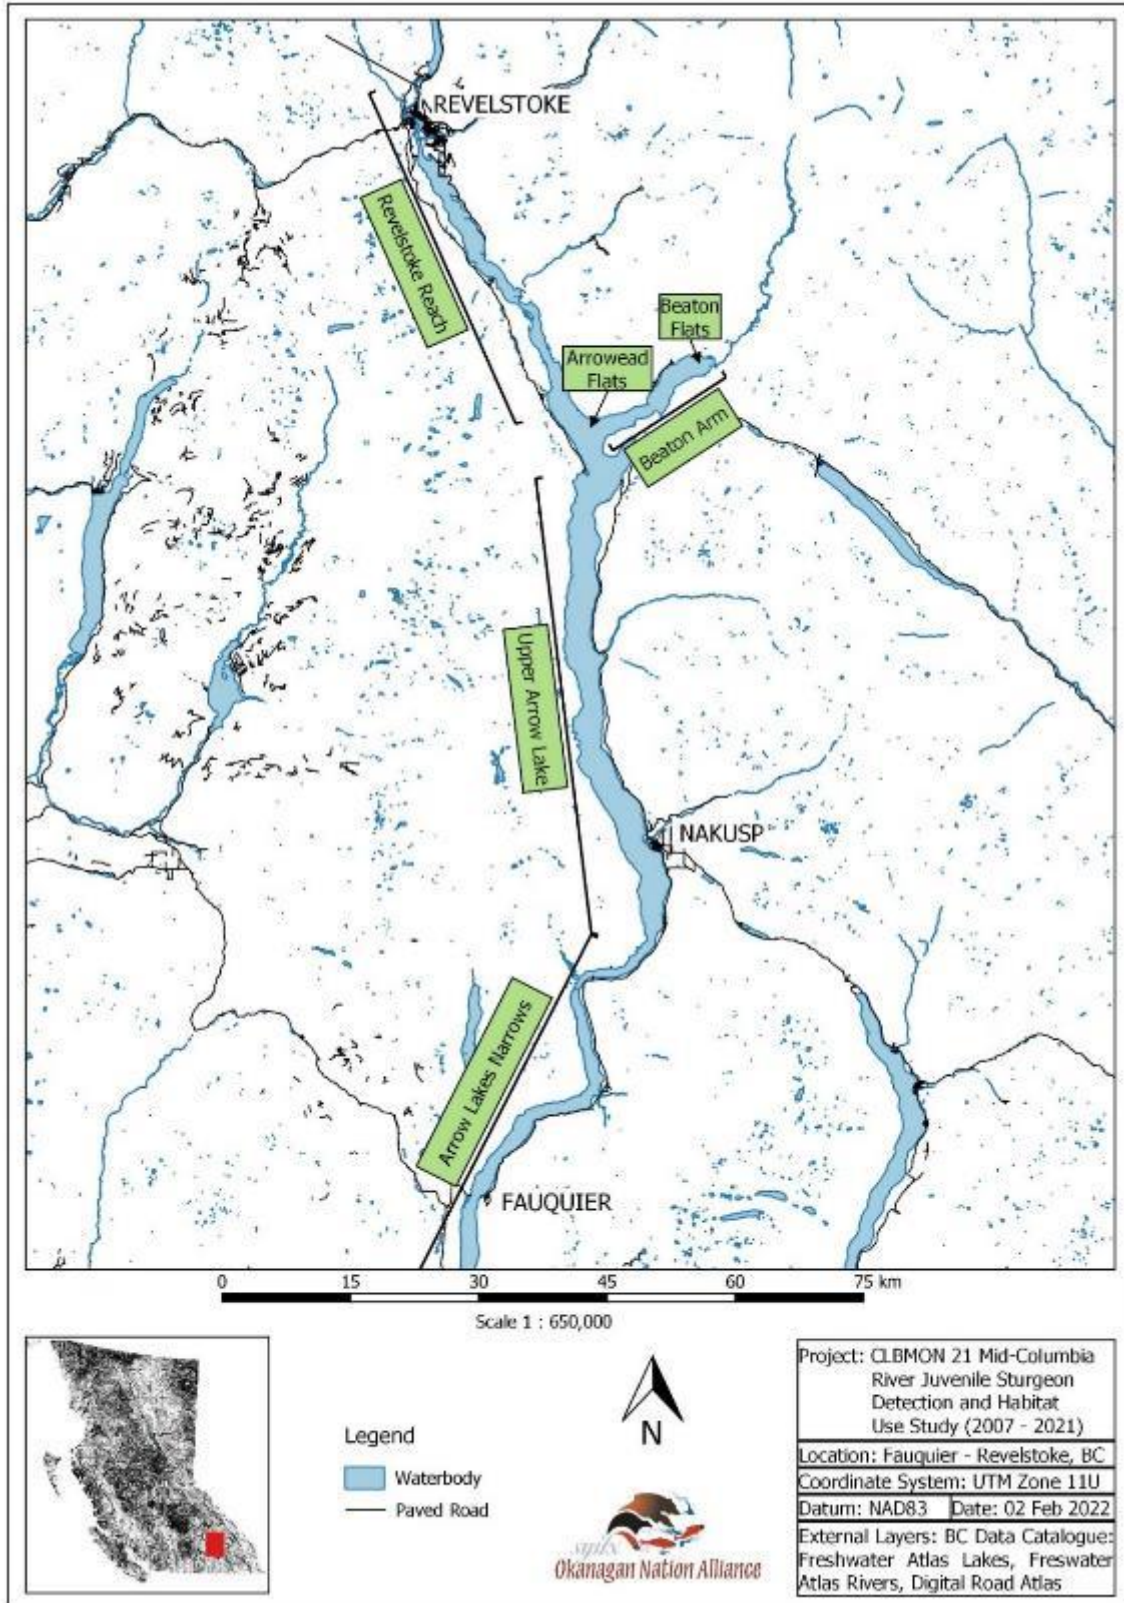 REVELSTOKE
Revelstoke Reach
Beaton
Flats
Arrowead
Flats
Beaton Arm
Upper Arrow Lake
NAKUSP
Arrow Lakes Narrows
FAUQUIER
0 15 30 45 60 75 km
Scale 1 : 650,000
Legend
Waterbody
Paved Road
N
Okanagan Nation Alliance
Project: CLBMON 21 Mid-Columbia
River Juvenile Sturgeon
Detection and Habitat
Use Study (2007 - 2021)
Location: Fauquier - Revelstoke, BC
Coordinate System: UTM Zone 11U
Datum: NAD83 Date: 02 Feb 2022
External Layers: BC Data Catalogue:
Freshwater Atlas Lakes, Freswater
Atlas Rivers, Digital Road Atlas